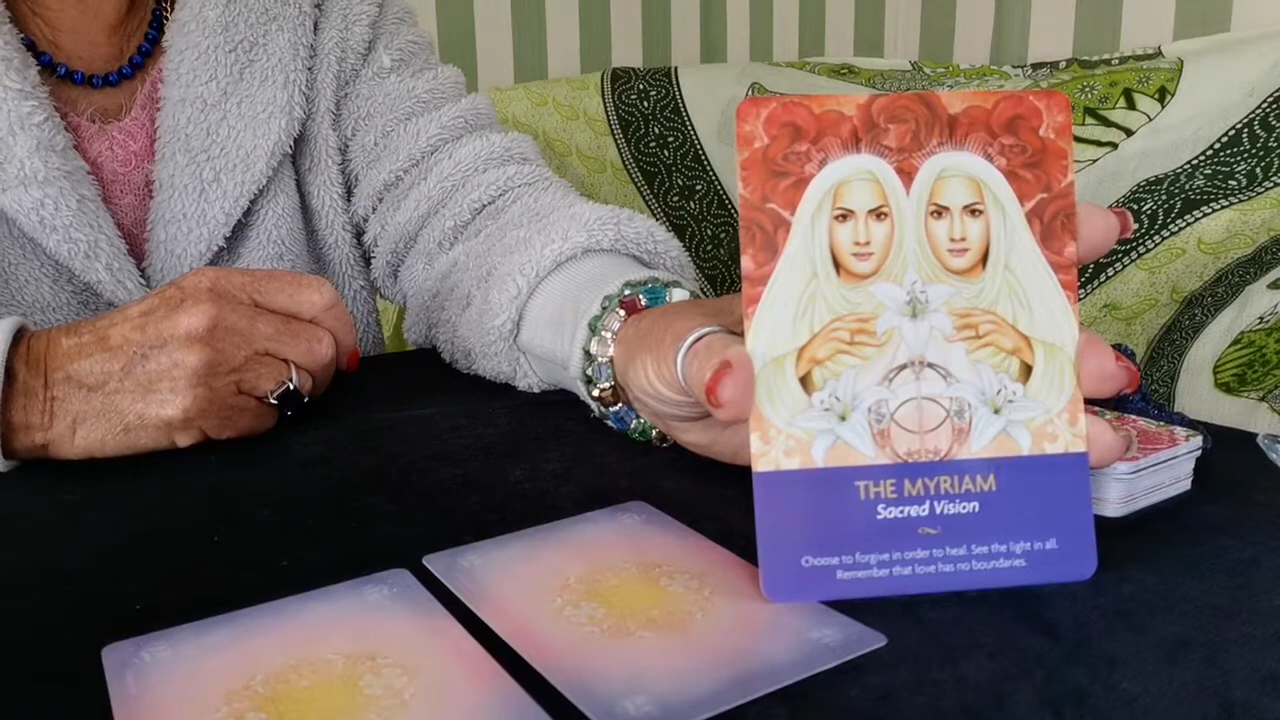 THE MYRIAM
Sacred Vision
Choose to forgive in order to heal. See the light in all.
Remember that love has no boundaries.